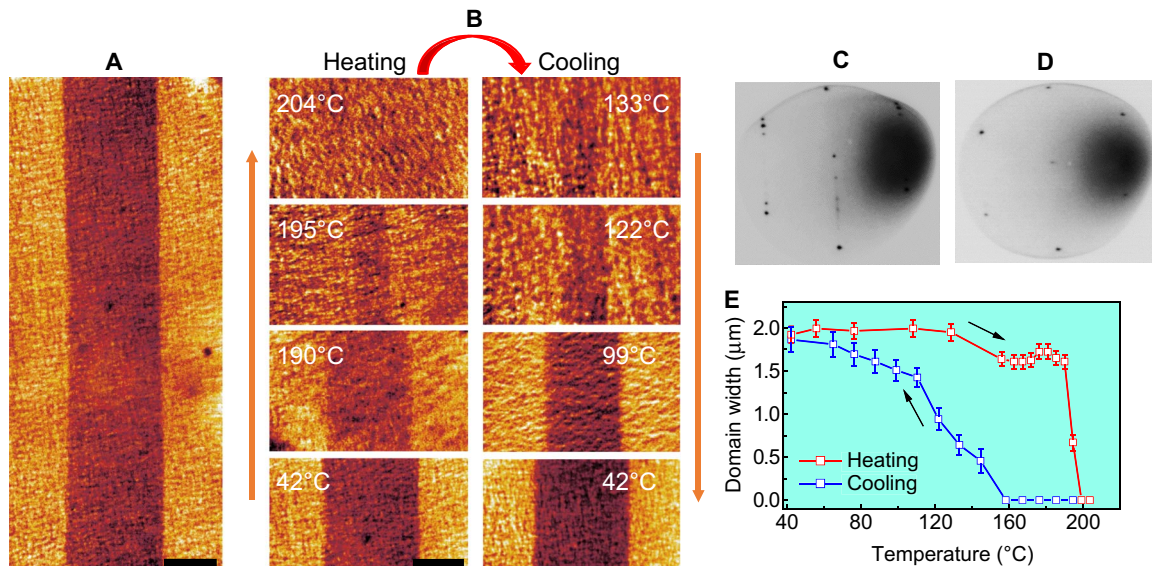 A
B
Heating
Cooling
204°C
133°C
195°C
122°C
190°C
99°C
42°C
42°C
C
D
E
Domain width (μm)
2.0
1.5
1.0
0.5
0.0
Heating
Cooling
40
80
120
160
200
Temperature (°C)